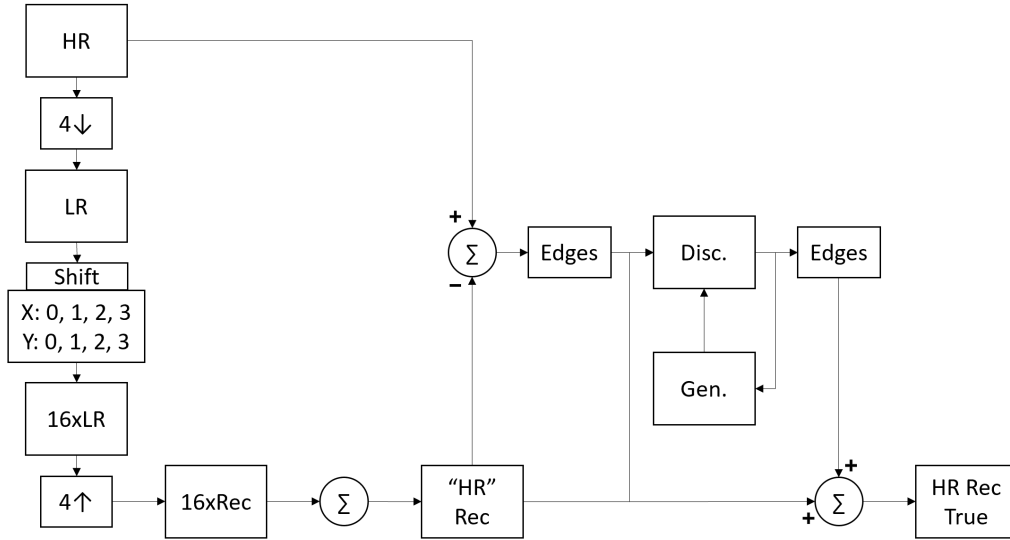 HR
4↓
LR
Shift
X: 0, 1, 2, 3
Y: 0, 1, 2, 3
16xLR
4↑
16xRec
Σ
“HR”
Rec
+
Σ
−
Edges
Disc.
Edges
Gen.
+
+
Σ
HR Rec
True